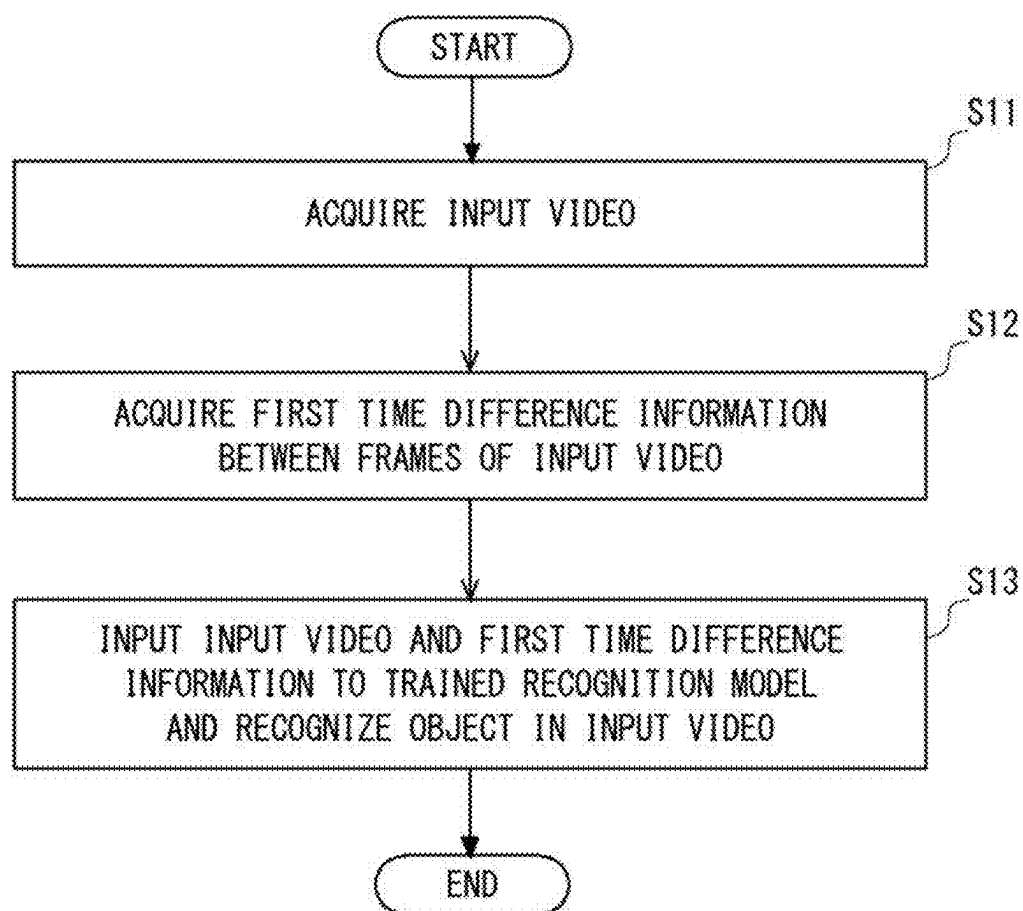 START
S11
ACQUIRE INPUT VIDEO
S12
ACQUIRE FIRST TIME DIFFERENCE INFORMATION
BETWEEN FRAMES OF INPUT VIDEO
S13
INPUT INPUT VIDEO AND FIRST TIME DIFFERENCE
INFORMATION TO TRAINED RECOGNITION MODEL
AND RECOGNIZE OBJECT IN INPUT VIDEO
END